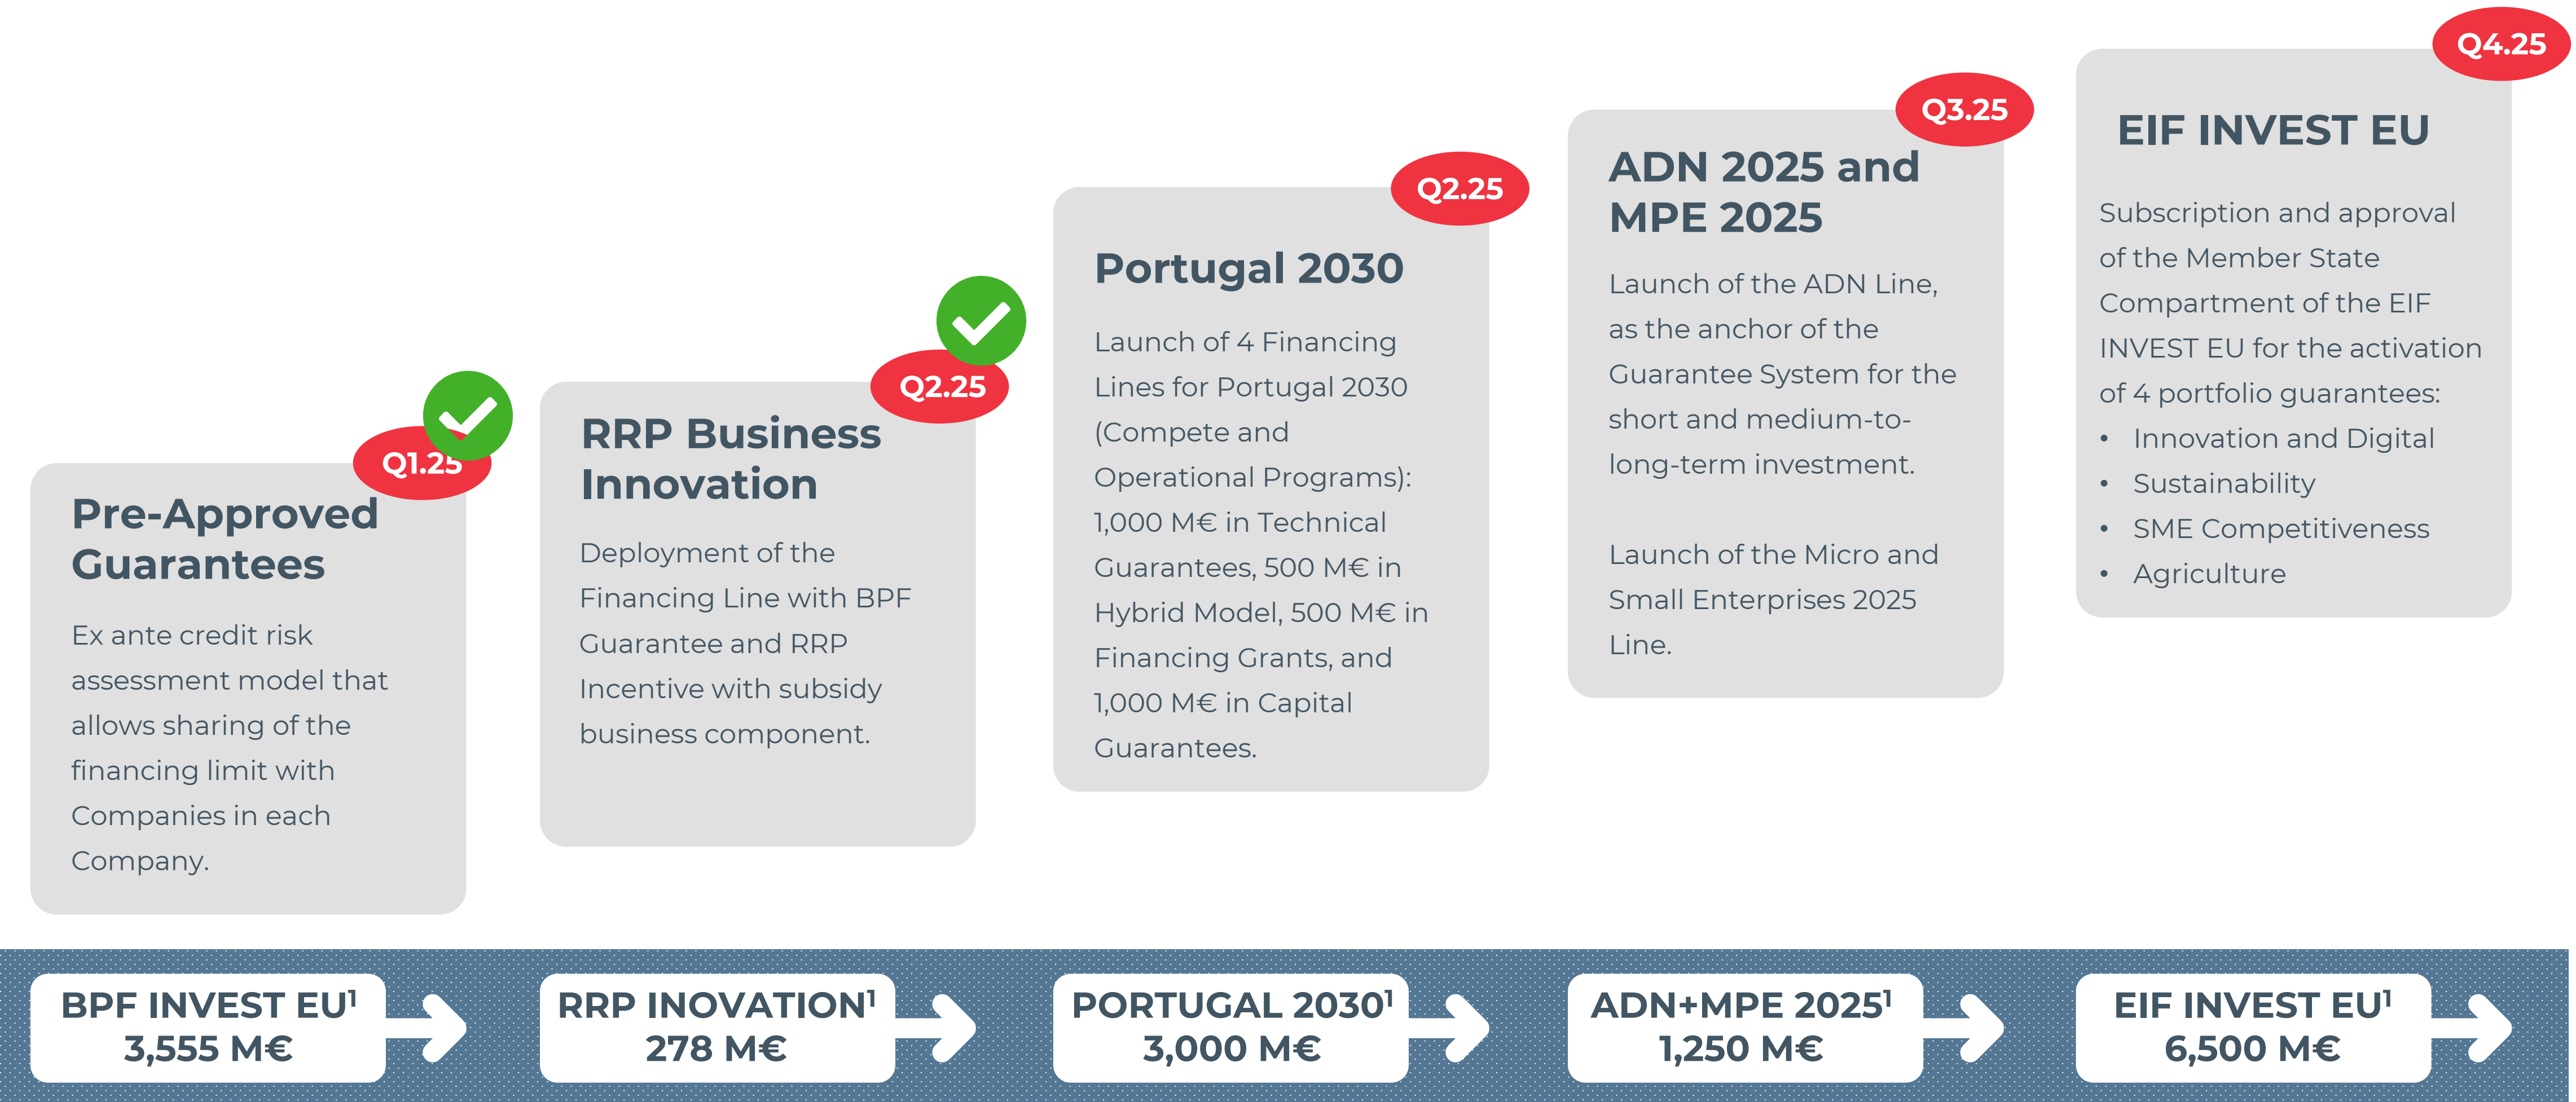 Q1.25
Pre-Approved
Guarantees
Ex ante credit risk
assessment model that
allows sharing of the
financing limit with
Companies in each
Company.
Q2.25
RRP Business
Innovation
Deployment of the
Financing Line with BPF
Guarantee and RRP
Incentive with subsidy
business component.
Q2.25
Portugal 2030
Launch of 4 Financing
Lines for Portugal 2030
(Compete and
Operational Programs):
1,000 M€ in Technical
Guarantees, 500 M€ in
Hybrid Model, 500 M€ in
Financing Grants, and
1,000 M€ in Capital
Guarantees.
Q3.25
ADN 2025 and
MPE 2025
Launch of the ADN Line,
as the anchor of the
Guarantee System for the
short and medium-to-
long-term investment.
Launch of the Micro and
Small Enterprises 2025
Line.
Q4.25
EIF INVEST EU
Subscription and approval
of the Member State
Compartment of the EIF
INVEST EU for the activation
of 4 portfolio guarantees:
• Innovation and Digital
• Sustainability
• SME Competitiveness
• Agriculture
BPF INVEST EU¹
3,555 M€
RRP INOVATION¹
278 M€
PORTUGAL 2030¹
3,000 M€
ADN+MPE 2025¹
1,250 M€
EIF INVEST EU¹
6,500 M€